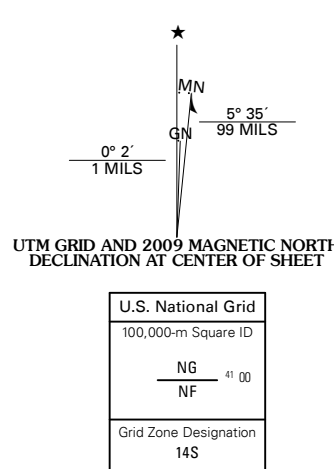 ★
MN
GN
5° 35´
99 MILS
0° 2´
1 MILS
UTM GRID AND 2009 MAGNETIC NORTH
DECLINATION AT CENTER OF SHEET
U.S. National Grid
100,000-m Square ID
NG
41 00
NF
Grid Zone Designation
14S